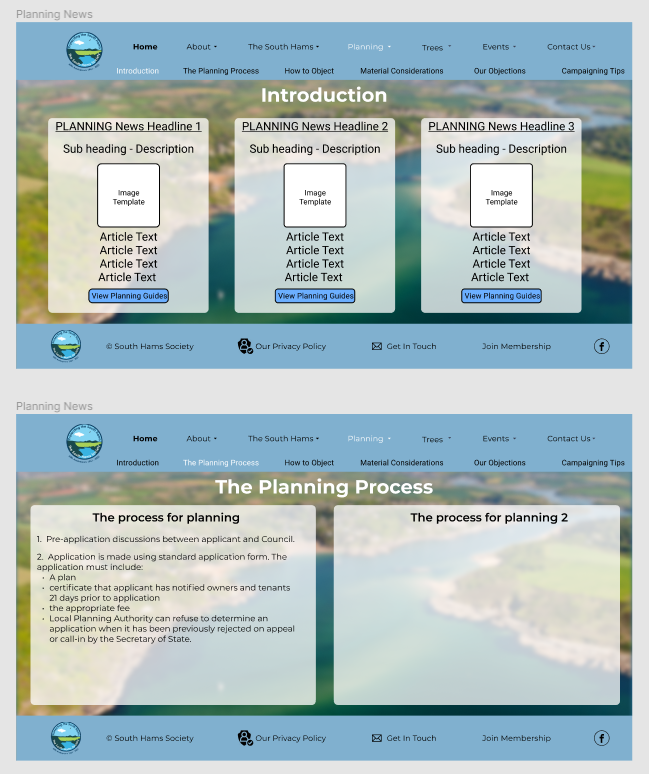 Planning News
Home About The South Hams Planning Trees Events Contact Us
Introduction The Planning Process How to Object Material Considerations Our Objections Campaigning Tips
Introduction
PLANNING News Headline 1 PLANNING News Headline 2 PLANNING News Headline 3
Sub heading - Description Sub heading - Description Sub heading - Description
Image Template Image Template Image Template
Article Text Article Text Article Text
Article Text Article Text Article Text
Article Text Article Text Article Text
Article Text Article Text Article Text
View Planning Guides View Planning Guides View Planning Guides
© South Hams Society Our Privacy Policy Get In Touch Join Membership
Planning News
Home About The South Hams Planning Trees Events Contact Us
Introduction The Planning Process How to Object Material Considerations Our Objections Campaigning Tips
The Planning Process
The process for planning
1. Pre-application discussions between applicant and Council.
2. Application is made using standard application form. The
application must include:
• A plan
• certificate that applicant has notified owners and tenants
21 days prior to application
• the appropriate fee
• Local Planning Authority can refuse to determine an
application when it has been previously rejected on appeal
or call-in by the Secretary of State.
The process for planning 2
© South Hams Society Our Privacy Policy Get In Touch Join Membership